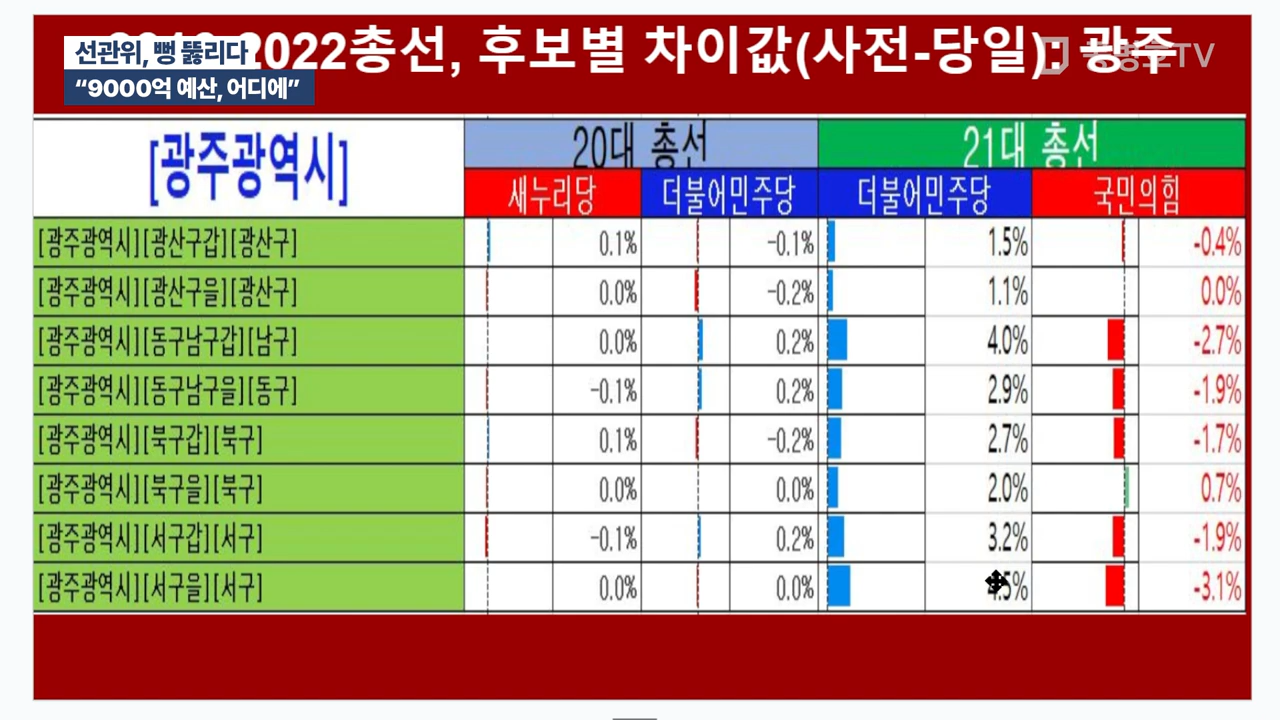 선관위, 뻥 뚫리다
“9000억 예산, 어디에”
2022총선, 후보별 차이값(사전-당일): 광주
[광주광역시] 20대 총선 21대 총선
새누리당 더불어민주당 더불어민주당 국민의힘
[광주광역시][광산구갑][광산구] 0.1% -0.1% 1.5% -0.4%
[광주광역시][광산구을][광산구] 0.0% -0.2% 1.1% 0.0%
[광주광역시][동구남구갑][남구] 0.0% 0.2% 4.0% -2.7%
[광주광역시][동구남구을][동구] -0.1% 0.2% 2.9% -1.9%
[광주광역시][북구갑][북구] 0.1% -0.2% 2.7% -1.7%
[광주광역시][북구을][북구] 0.0% 0.0% 2.0% 0.7%
[광주광역시][서구갑][서구] -0.1% 0.2% 3.2% -1.9%
[광주광역시][서구을][서구] 0.0% 0.0% -3.1%